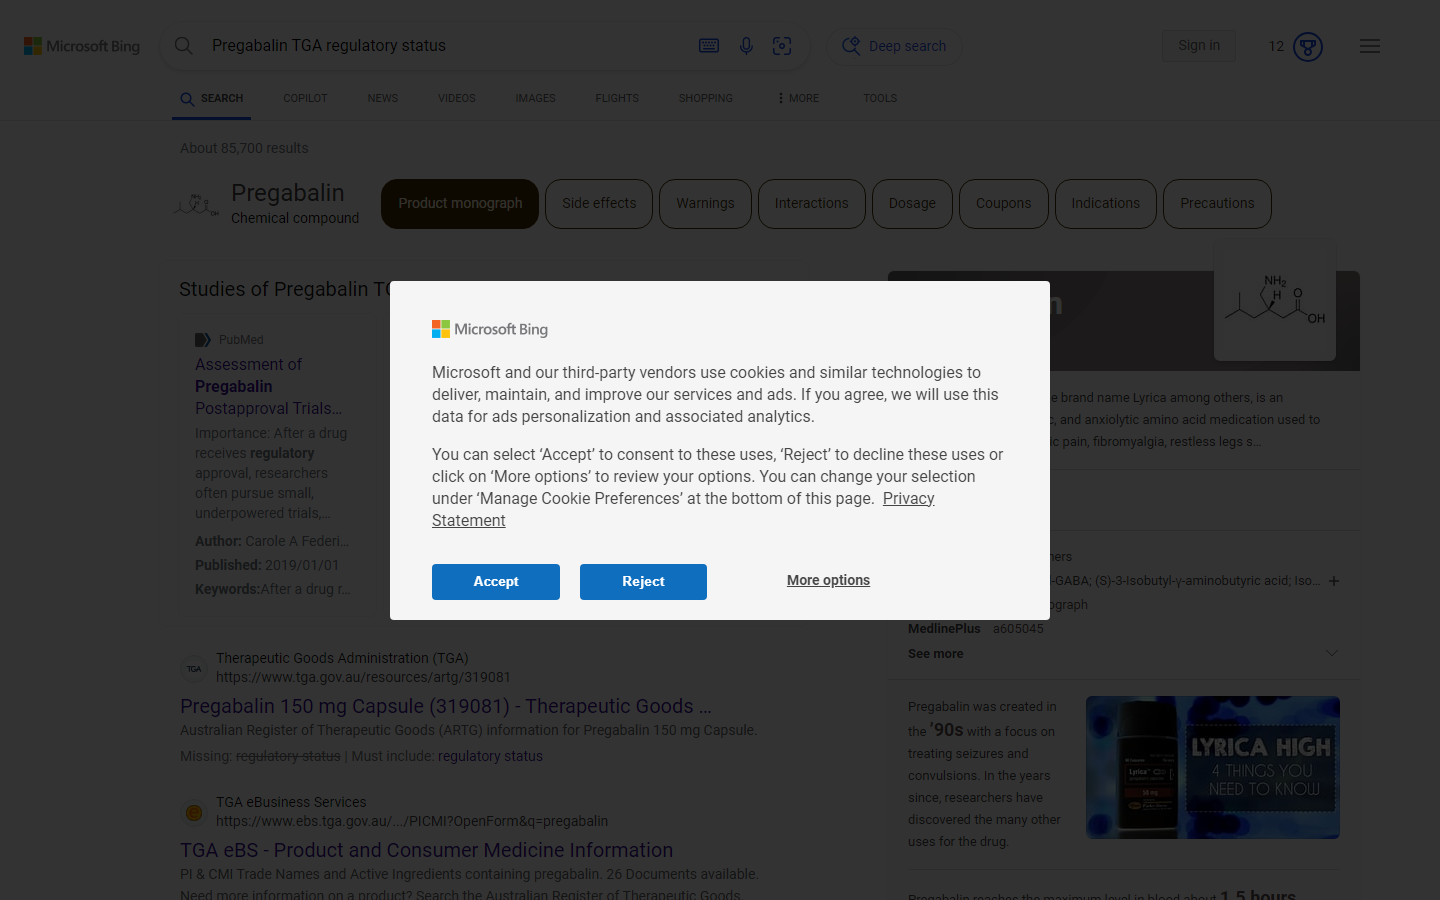 Microsoft Bing
Pregabalin TGA regulatory status
Deep search
Sign in
12
SEARCH
COPILOT
NEWS
VIDEOS
IMAGES
FLIGHTS
SHOPPING
MORE
TOOLS
About 85,700 results
Pregabalin
Chemical compound
Product monograph
Side effects
Warnings
Interactions
Dosage
Coupons
Indications
Precautions
Studies of Pregabalin TG
PubMed
Assessment of
Pregabalin
Postapproval Trials...
Importance: After a drug
receives regulatory
approval, researchers
often pursue small,
underpowered trials,...
Author: Carole A Federi...
Published: 2019/01/01
Keywords:After a drug r...
Microsoft Bing
Microsoft and our third-party vendors use cookies and similar technologies to
deliver, maintain, and improve our services and ads. If you agree, we will use this
data for ads personalization and associated analytics.
You can select ‘Accept’ to consent to these uses, ‘Reject’ to decline these uses or
click on ‘More options’ to review your options. You can change your selection
under ‘Manage Cookie Preferences’ at the bottom of this page. Privacy
Statement
Accept
Reject
More options
Therapeutic Goods Administration (TGA)
https://www.tga.gov.au/resources/artg/319081
TGA
Pregabalin 150 mg Capsule (319081) - Therapeutic Goods ...
Australian Register of Therapeutic Goods (ARTG) information for Pregabalin 150 mg Capsule.
Missing: regulatory status | Must include: regulatory status
TGA eBusiness Services
https://www.ebs.tga.gov.au/.../PICMI?OpenForm&q=pregabalin
TGA eBS - Product and Consumer Medicine Information
PI & CMI Trade Names and Active Ingredients containing pregabalin. 26 Documents available.
Need more information on a product? Search the Australian Register of Therapeutic Goods
n
NH2
H
O
OH
e brand name Lyrica among others, is an
c, and anxiolytic amino acid medication used to
ic pain, fibromyalgia, restless legs s...
hers
-GABA; (S)-3-Isobutyl-γ-aminobutyric acid; Iso...
ograph
MedlinePlus a605045
See more
Pregabalin was created in
the '90s with a focus on
treating seizures and
convulsions. In the years
since, researchers have
discovered the many other
uses for the drug.
Lyrica
50 mg
LYRICA HIGH
4 THINGS YOU
NEED TO KNOW
Pregabalin reaches the maximum level in blood about 1.5 hours